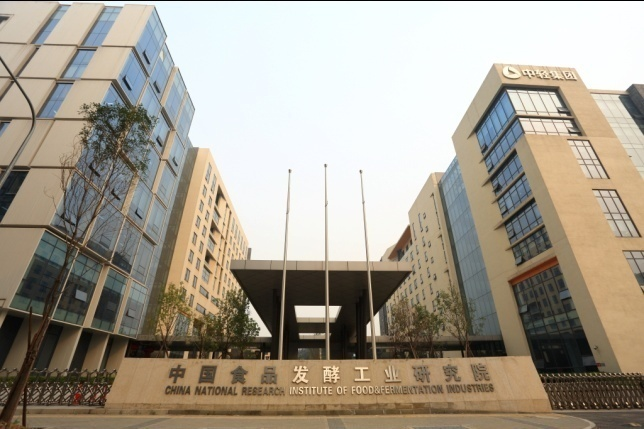 中轻集团
中国食品发酵工业研究院
CHINA NATIONAL RESEARCH INSTITUTE OF FOOD&FERMENTATION INDUSTRIES